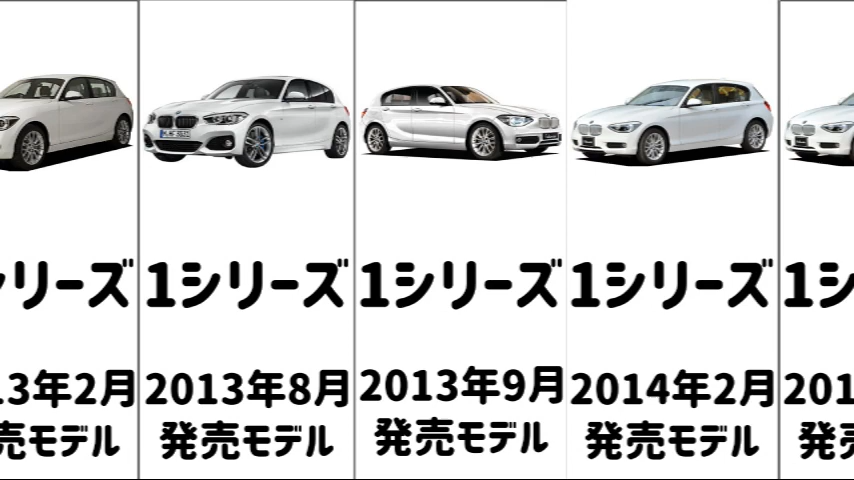 シリーズ
13年2月
発売モデル
1シリーズ
2013年8月
発売モデル
1シリーズ
2013年9月
発売モデル
1シリーズ
2014年2月
発売モデル
1シ
201
発売